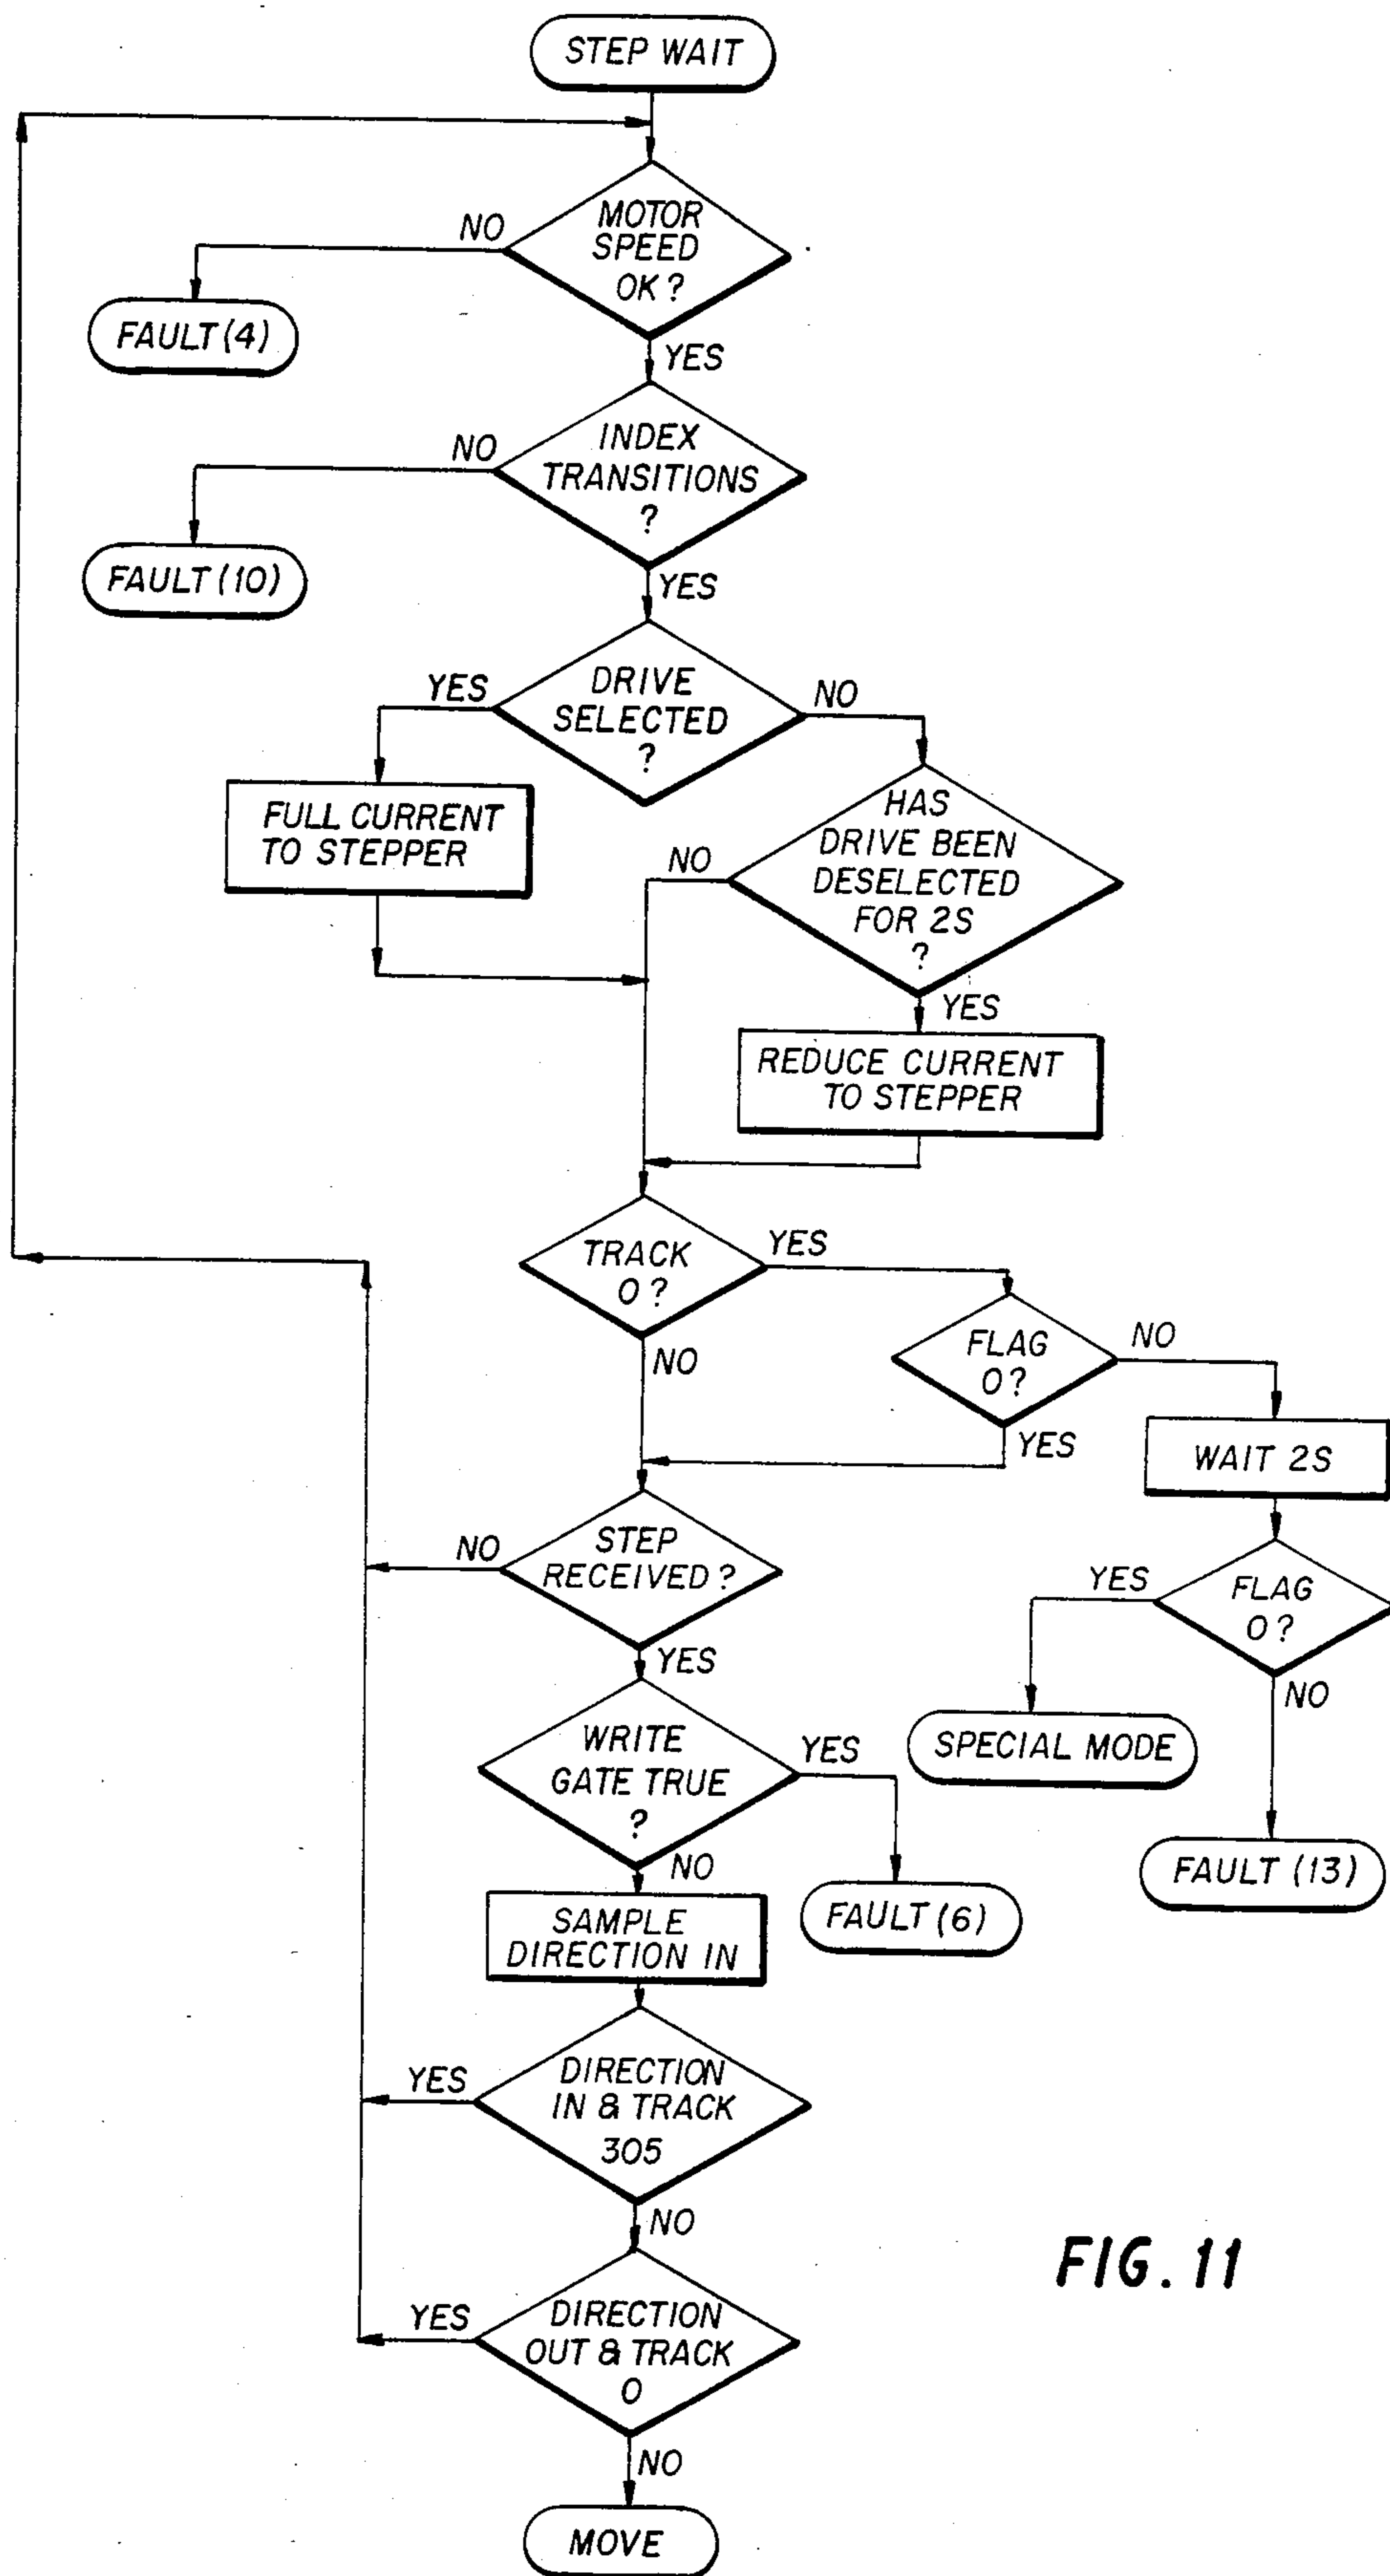 STEP WAIT
MOTOR
SPEED
OK?
NO
FAULT (4)
YES
INDEX
TRANSITIONS
?
NO
FAULT (10)
YES
DRIVE
SELECTED
?
YES
NO
FULL CURRENT
TO STEPPER
HAS
DRIVE BEEN
DESELECTED
FOR 2S
?
NO
YES
REDUCE CURRENT
TO STEPPER
TRACK
0?
YES
NO
FLAG
0?
NO
YES
WAIT 2S
STEP
RECEIVED?
NO
YES
FLAG
0?
YES
NO
SPECIAL MODE
FAULT (13)
WRITE
GATE TRUE
?
YES
NO
FAULT (6)
SAMPLE
DIRECTION IN
DIRECTION
IN & TRACK
305
YES
NO
DIRECTION
OUT & TRACK
0
YES
NO
MOVE
FIG. 11